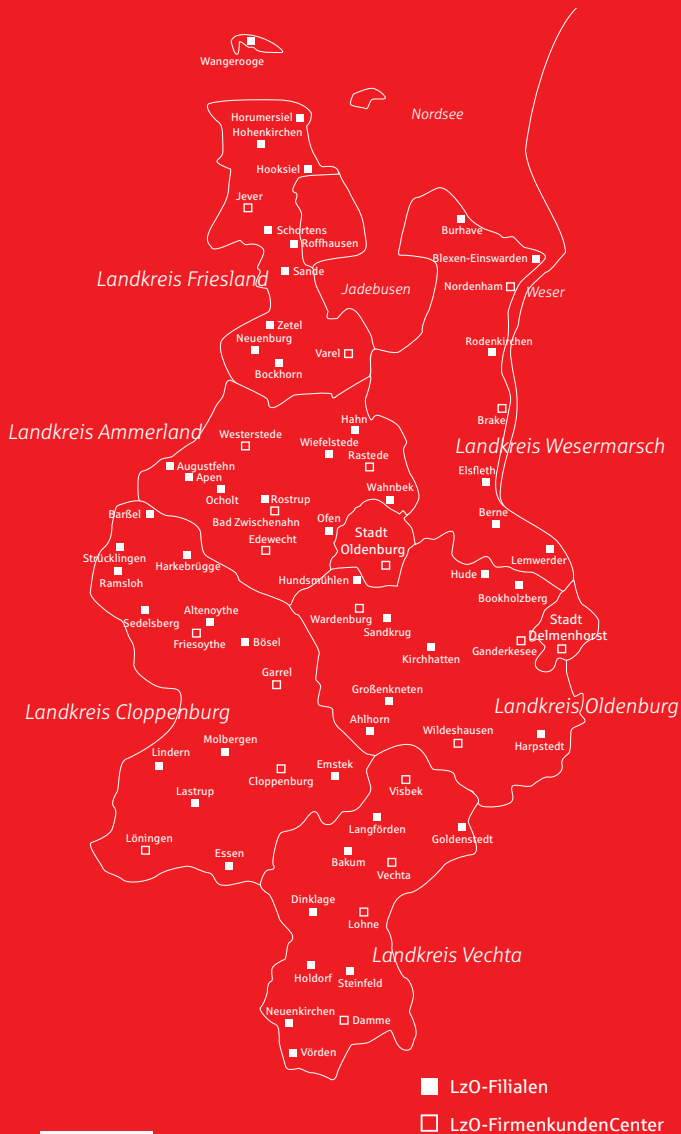 Wangerooge
Nordsee
Horumersiel
Hohenkirchen
Hooksiel
Jever
Schortens
Roffhausen
Burhave
Blexen-Einswarden
Sande
Landkreis Friesland
Jadebusen
Nordenham
Weser
Zetel
Neuenburg
Varel
Bockhorn
Rodenkirchen
Brake
Hahn
Landkreis Ammerland
Westerstede
Wiefelstede
Rastede
Landkreis Wesermarsch
Augustfehn
Apen
Ocholt
Elsfleth
Wahnbek
Rostrup
Bad Zwischenahn
Barßel
Ofen
Berne
Edewecht
Stadt
Oldenburg
Strücklingen
Ramsloh
Harkebrügge
Lemwerder
Hundsmühlen
Hude
Bookholzberg
Sedelsberg
Altenoythe
Friesoythe
Wardenburg
Sandkrug
Stadt
Delmenhorst
Bösel
Kirchhatten
Ganderkesee
Garrel
Großenkneten
Landkreis Oldenburg
Landkreis Cloppenburg
Ahlhorn
Wildeshausen
Harpstedt
Molbergen
Lindern
Cloppenburg
Emstek
Visbek
Lastrup
Langförden
Goldenstedt
Löningen
Essen
Bakum
Vechta
Dinklage
Lohne
Landkreis Vechta
Holdorf
Steinfeld
Neuenkirchen
Damme
Vörden
LzO-Filialen
LzO-FirmenkundenCenter